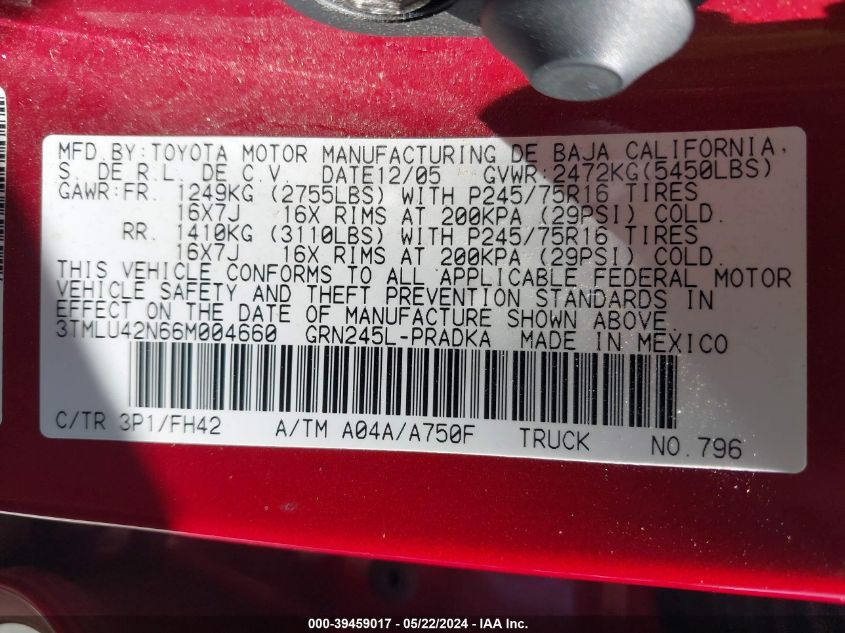 MFD.BY:TOYOTA MOTOR MANUFACTURING DE BAJA CALIFORNIA,
S. DE R.L. DE C.V. DATE12/05 GVWR 2472KG(5450LBS)
GAWR:FR. 1249KG (2755LBS) WITH P245/75R16 TIRES
16X7J 16X RIMS AT 200KPA (29PSI) COLD.
RR. 1410KG (3110LBS) WITH P245/75R16 TIRES
16X7J 16X RIMS AT 200KPA (29PSI) COLD.
THIS VEHICLE CONFORMS TO ALL APPLICABLE FEDERAL MOTOR
VEHICLE SAFETY AND THEFT PREVENTION STANDARDS IN
EFFECT ON THE DATE OF MANUFACTURE SHOWN ABOVE.
3TMLU42N66M004660 GRN245L-PRADKA MADE IN MEXICO
C/TR 3P1/FH42 A/TM A04A/A750F TRUCK NO.796
000-39459017 - 05/22/2024 - IAA Inc.